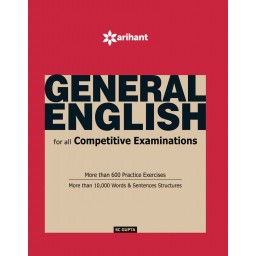 arihant
GENERAL
ENGLISH
for all Competitive Examinations
More than 600 Practice Exercises
More than 10,000 Words & Sentences Structures
SC GUPTA